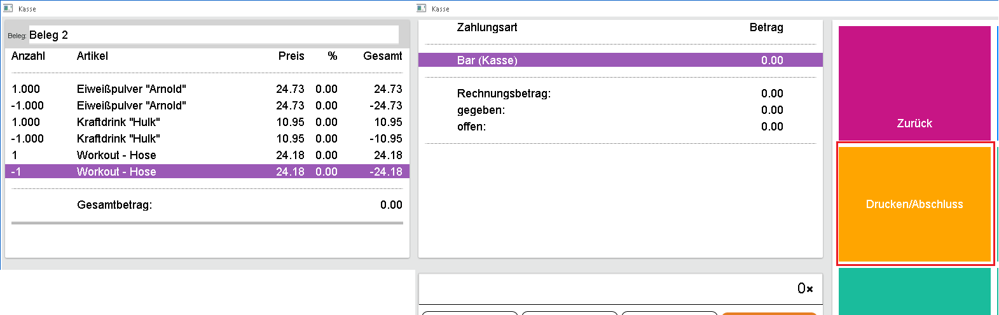 Kasse
Beleg: Beleg 2
Anzahl Artikel Preis % Gesamt
1.000 Eiweißpulver "Arnold" 24.73 0.00 24.73
-1.000 Eiweißpulver "Arnold" 24.73 0.00 -24.73
1.000 Kraftdrink "Hulk" 10.95 0.00 10.95
-1.000 Kraftdrink "Hulk" 10.95 0.00 -10.95
1 Workout - Hose 24.18 0.00 24.18
-1 Workout - Hose 24.18 0.00 -24.18
Gesamtbetrag: 0.00
Kasse
Zahlungsart Betrag
Bar (Kasse) 0.00
Rechnungsbetrag: 0.00
gegeben: 0.00
offen: 0.00
0×
Zurück
Drucken/Abschluss